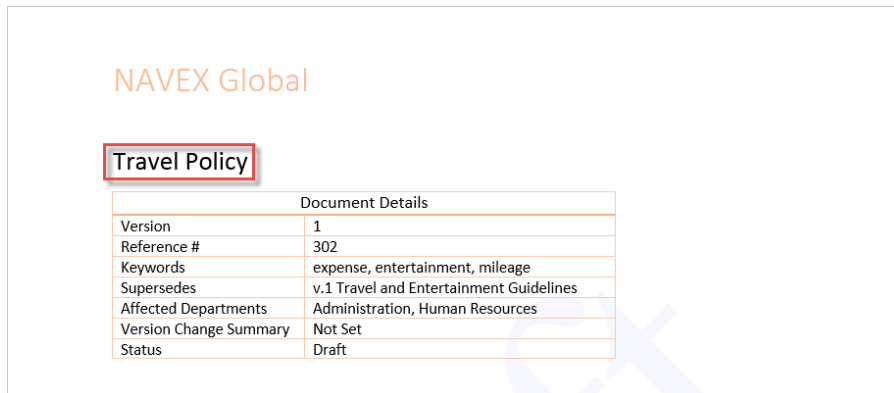 NAVEX Global
Travel Policy
Document Details
Version 1
Reference # 302
Keywords expense, entertainment, mileage
Supersedes v.1 Travel and Entertainment Guidelines
Affected Departments Administration, Human Resources
Version Change Summary Not Set
Status Draft